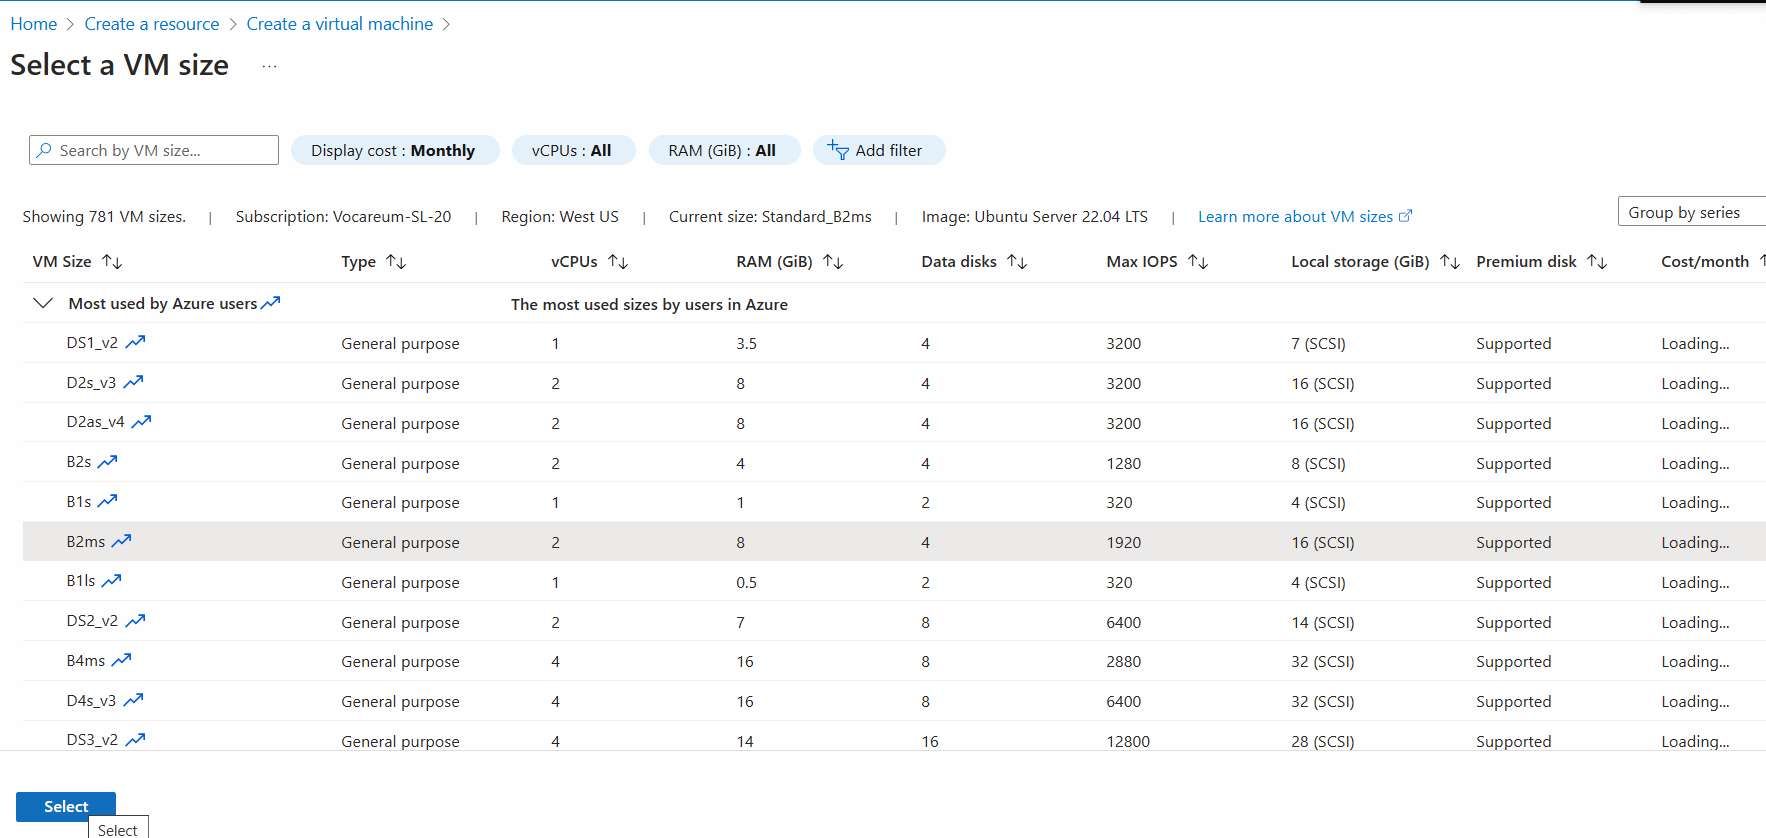 Home > Create a resource > Create a virtual machine >
Select a VM size ...
Search by VM size... Display cost : Monthly vCPUs : All RAM (GiB) : All Add filter
Showing 781 VM sizes. | Subscription: Vocareum-SL-20 | Region: West US | Current size: Standard_B2ms | Image: Ubuntu Server 22.04 LTS | Learn more about VM sizes Group by series
VM Size Type vCPUs RAM (GiB) Data disks Max IOPS Local storage (GiB) Premium disk Cost/month
Most used by Azure users The most used sizes by users in Azure
DS1_v2 General purpose 1 3.5 4 3200 7 (SCSI) Supported Loading...
D2s_v3 General purpose 2 8 4 3200 16 (SCSI) Supported Loading...
D2as_v4 General purpose 2 8 4 3200 16 (SCSI) Supported Loading...
B2s General purpose 2 4 4 1280 8 (SCSI) Supported Loading...
B1s General purpose 1 1 2 320 4 (SCSI) Supported Loading...
B2ms General purpose 2 8 4 1920 16 (SCSI) Supported Loading...
B1ls General purpose 1 0.5 2 320 4 (SCSI) Supported Loading...
DS2_v2 General purpose 2 7 8 6400 14 (SCSI) Supported Loading...
B4ms General purpose 4 16 8 2880 32 (SCSI) Supported Loading...
D4s_v3 General purpose 4 16 8 6400 32 (SCSI) Supported Loading...
DS3_v2 General purpose 4 14 16 12800 28 (SCSI) Supported Loading...
Select
Select